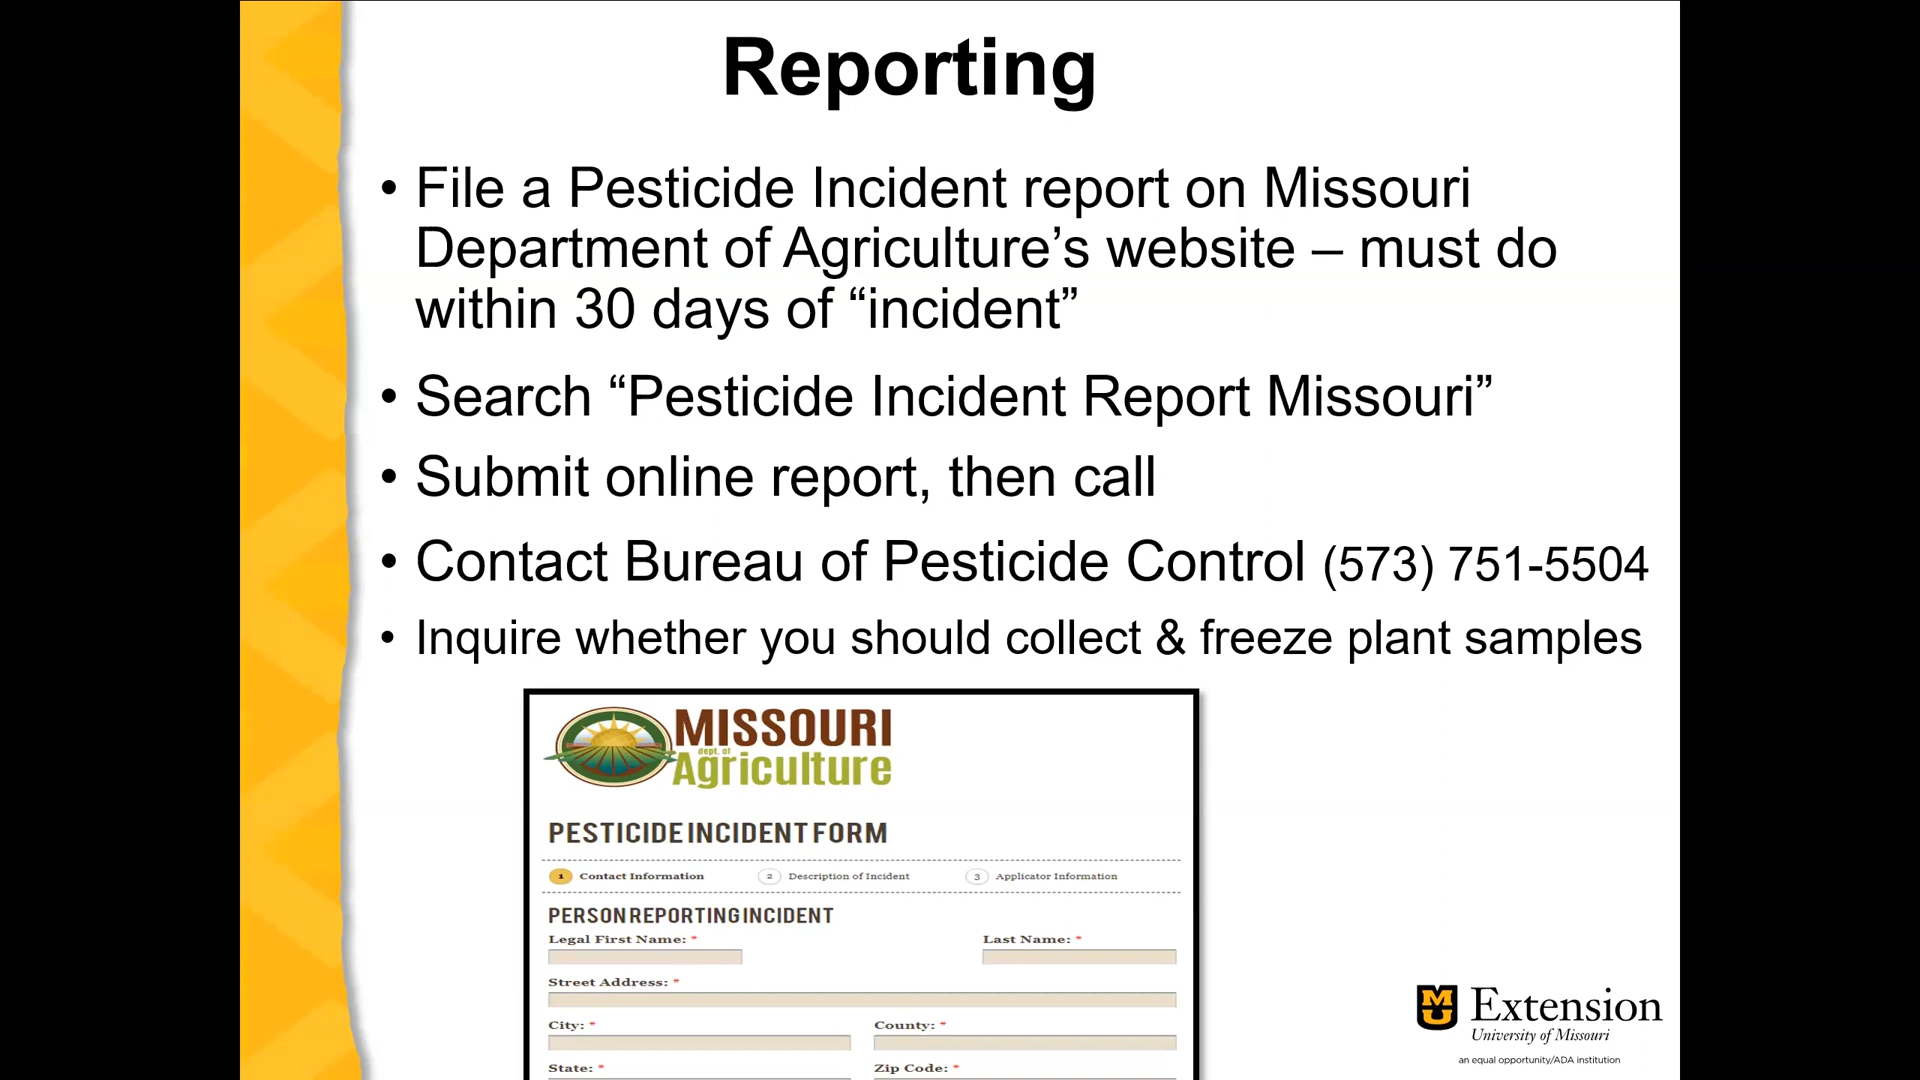 Reporting
• File a Pesticide Incident report on Missouri
Department of Agriculture’s website – must do
within 30 days of “incident”
• Search “Pesticide Incident Report Missouri”
• Submit online report, then call
• Contact Bureau of Pesticide Control (573) 751-5504
• Inquire whether you should collect & freeze plant samples
MISSOURI
dept. of
Agriculture
PESTICIDE INCIDENT FORM
1 Contact Information 2 Description of Incident 3 Applicator Information
PERSON REPORTING INCIDENT
Legal First Name: * Last Name: *
Street Address: *
City: * County: *
State: * Zip Code: *
MU Extension
University of Missouri
an equal opportunity/ADA institution